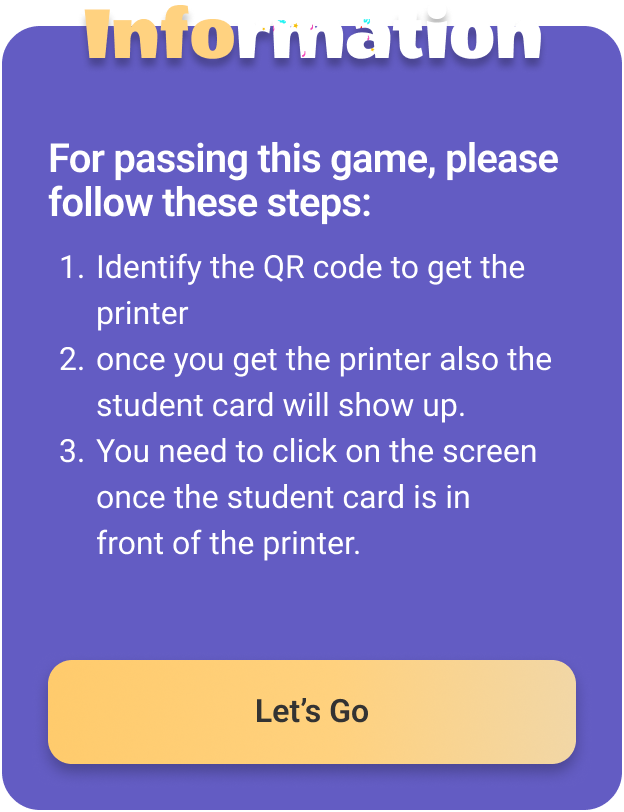 Information
For passing this game, please
follow these steps:
1. Identify the QR code to get the
printer
2. once you get the printer also the
student card will show up.
3. You need to click on the screen
once the student card is in
front of the printer.
Let’s Go